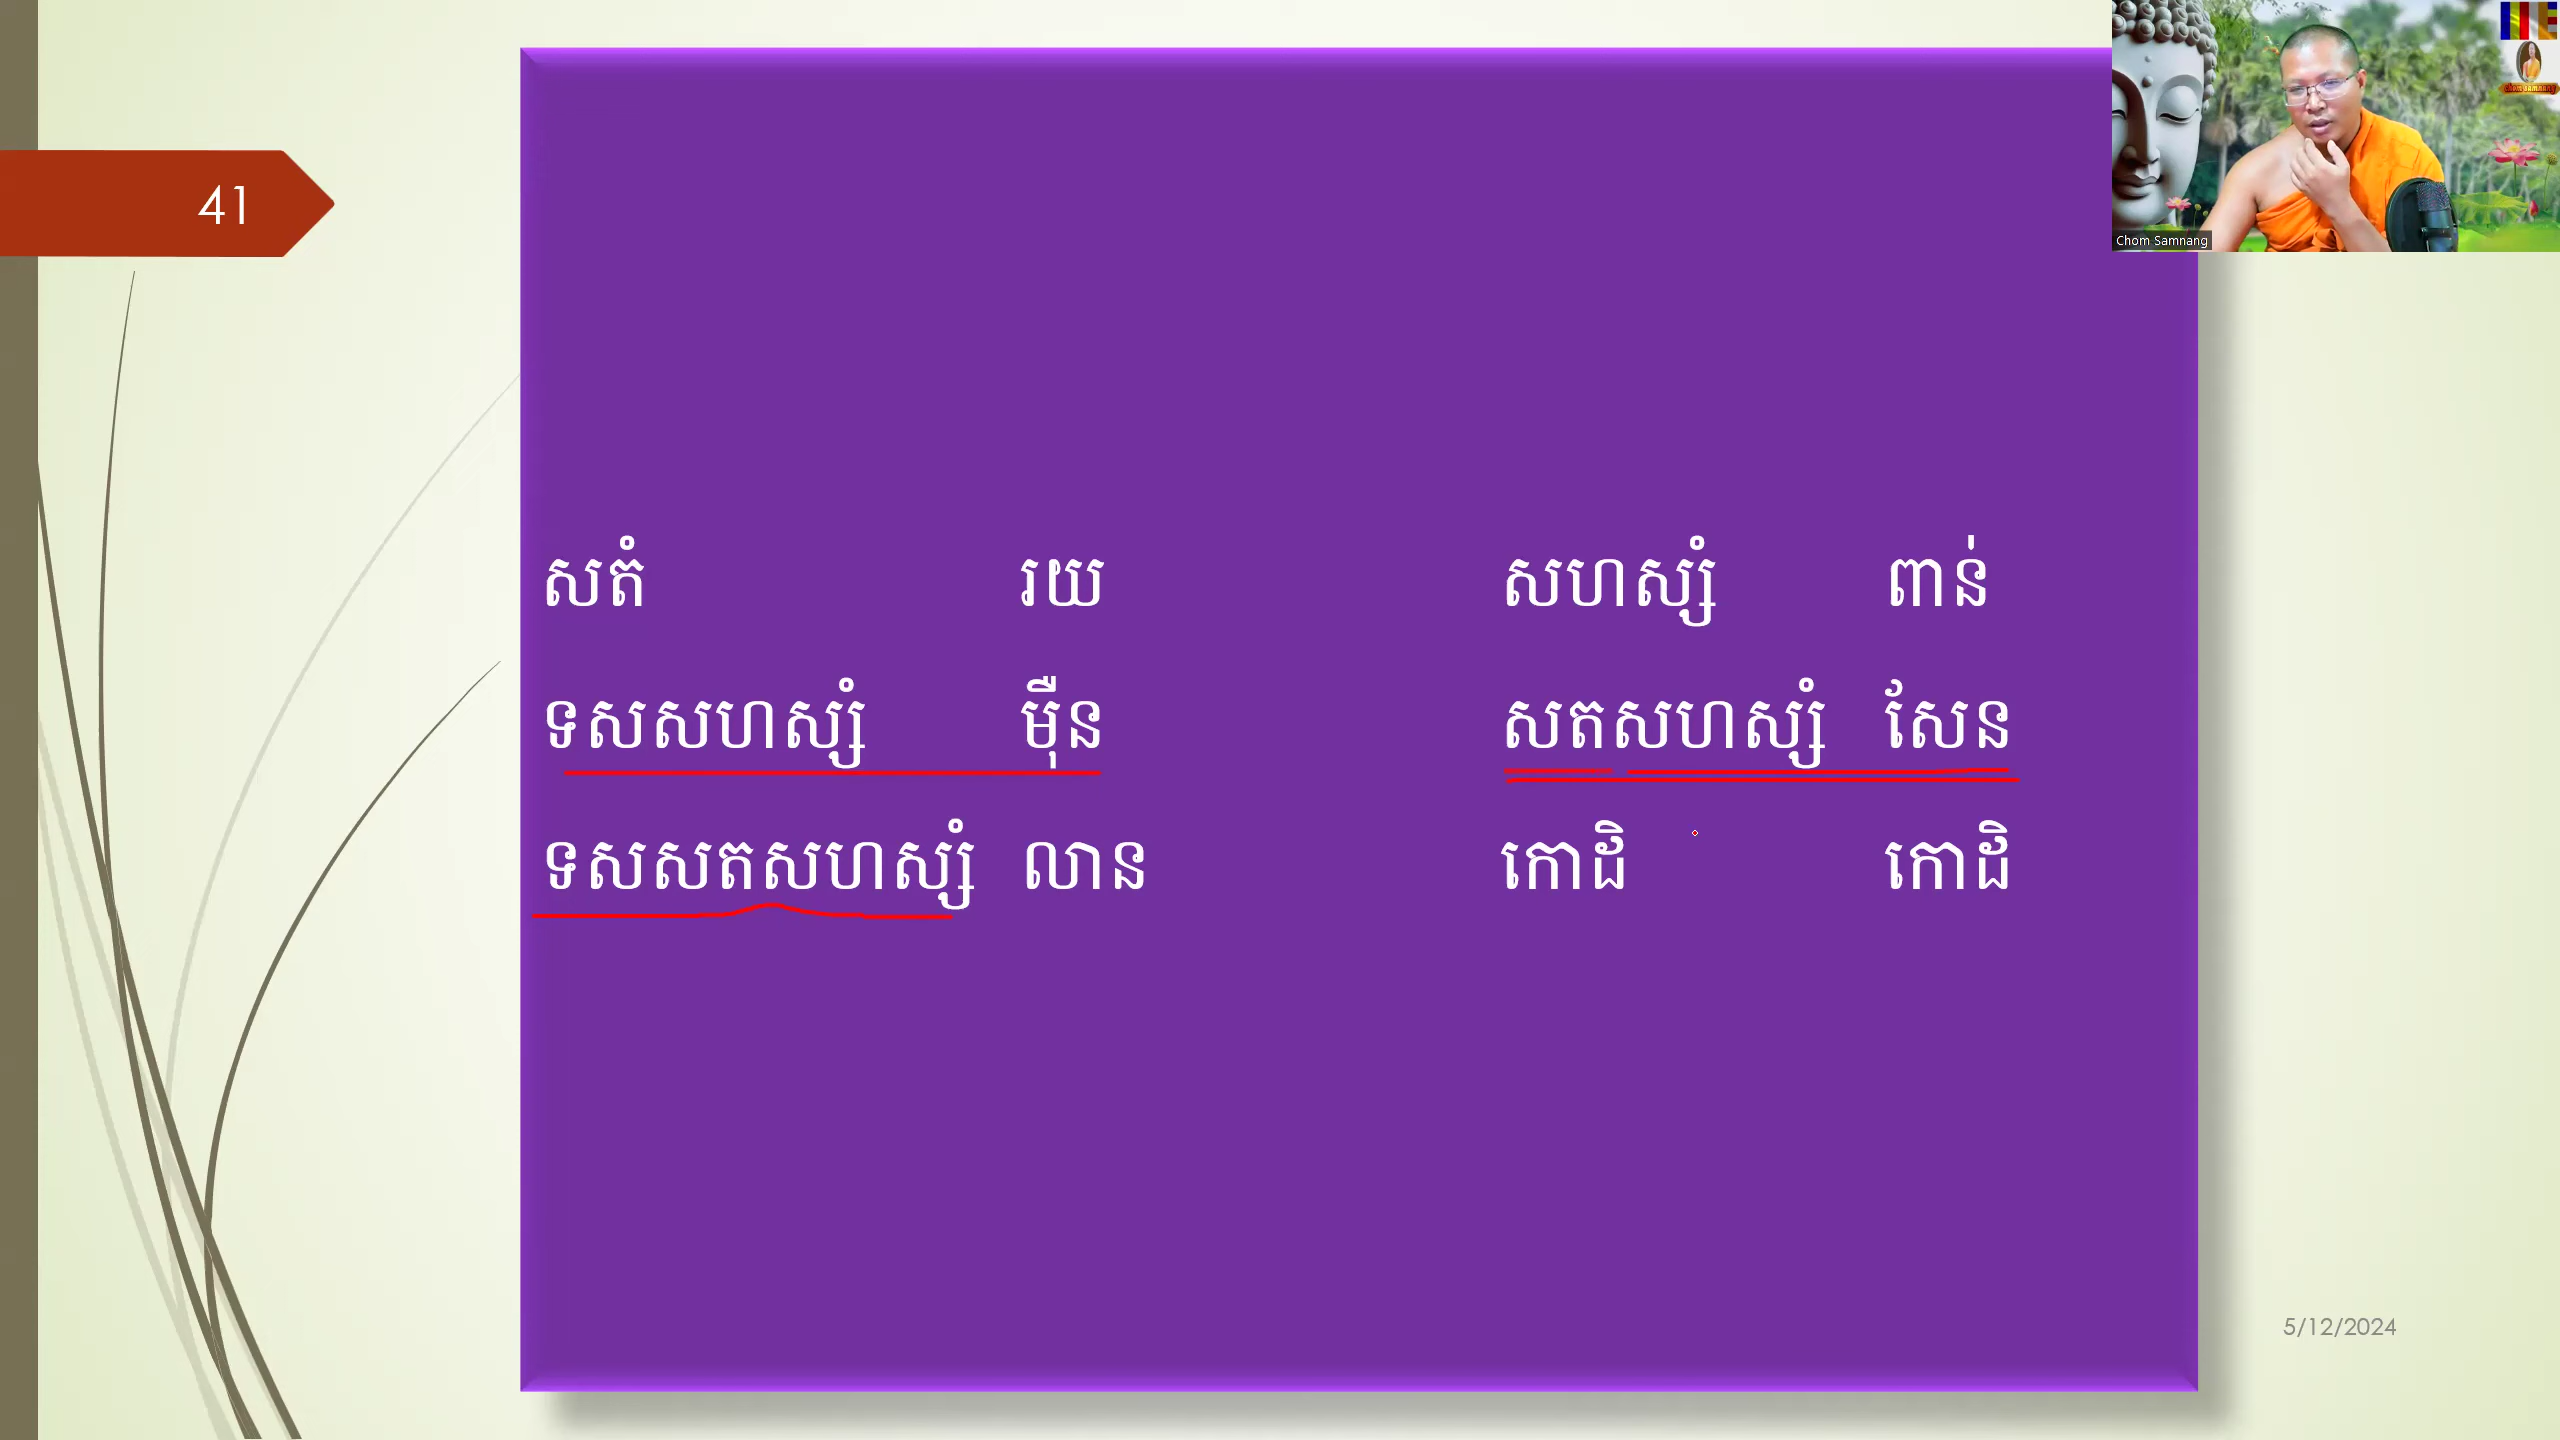 41
Chom Samnang
សតំ រយ សហស្សំ ពាន់
ទសសហស្សំ ម៉ឺន សតសហស្សំ សែន
ទសសតសហស្សំ លាន កោដិ កោដិ
5/12/2024